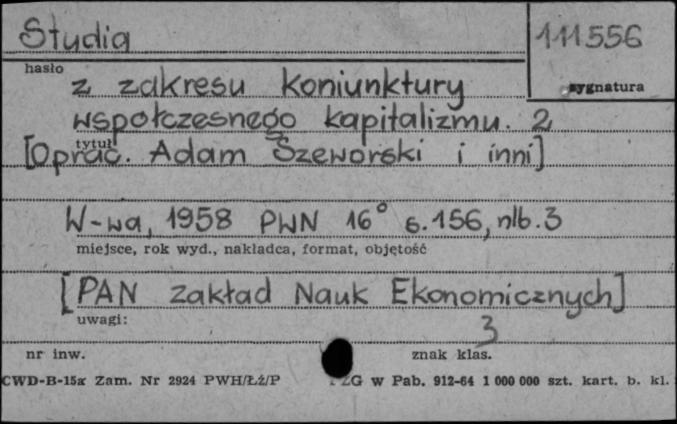 Studia 111556
hasło
z zakresu koniunktury sygnatura
współczesnego kapitalizmu. 2
tytuł
[Oprac. Adam Szeworski i inni]
W-wa, 1958 PWN 16° s.156, nlb.3
miejsce, rok wyd., nakładca, format, objętość
[PAN Zakład Nauk Ekonomicznych]
uwagi:
3
nr inw. znak klas.
CWD-B-15a Zam. Nr 2924 PWH/Łż/P ZG w Pab. 912-64 1 000 000 szt. kart. b. kl.